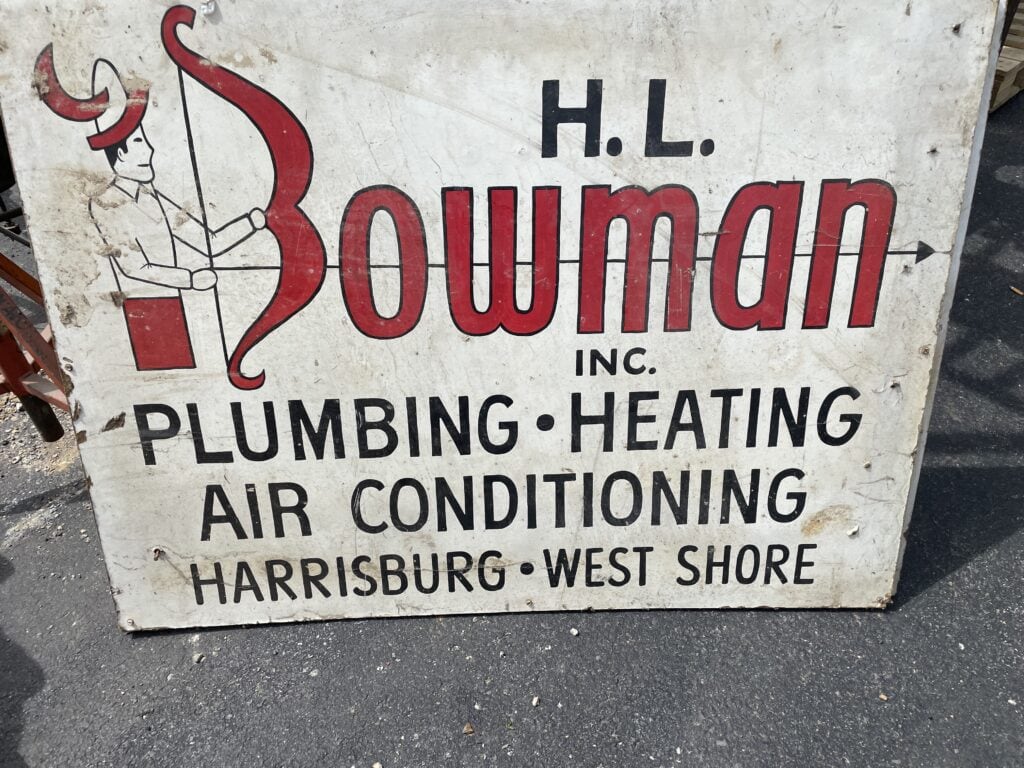 H. L.
Bowman
INC.
PLUMBING • HEATING
AIR CONDITIONING
HARRISBURG • WEST SHORE